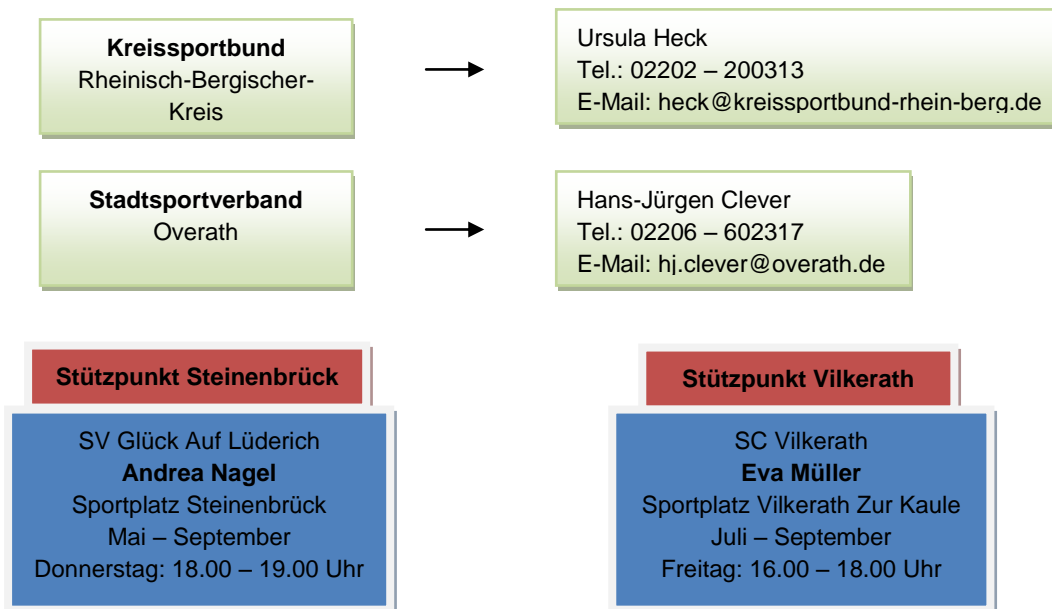 Kreissportbund
Rheinisch-Bergischer-
Kreis
Ursula Heck
Tel.: 02202 – 200313
E-Mail: heck@kreissportbund-rhein-berg.de
Stadtsportverband
Overath
Hans-Jürgen Clever
Tel.: 02206 – 602317
E-Mail: hj.clever@overath.de
Stützpunkt Steinenbrück
SV Glück Auf Lüderich
Andrea Nagel
Sportplatz Steinenbrück
Mai – September
Donnerstag: 18.00 – 19.00 Uhr
Stützpunkt Vilkerath
SC Vilkerath
Eva Müller
Sportplatz Vilkerath Zur Kaule
Juli – September
Freitag: 16.00 – 18.00 Uhr